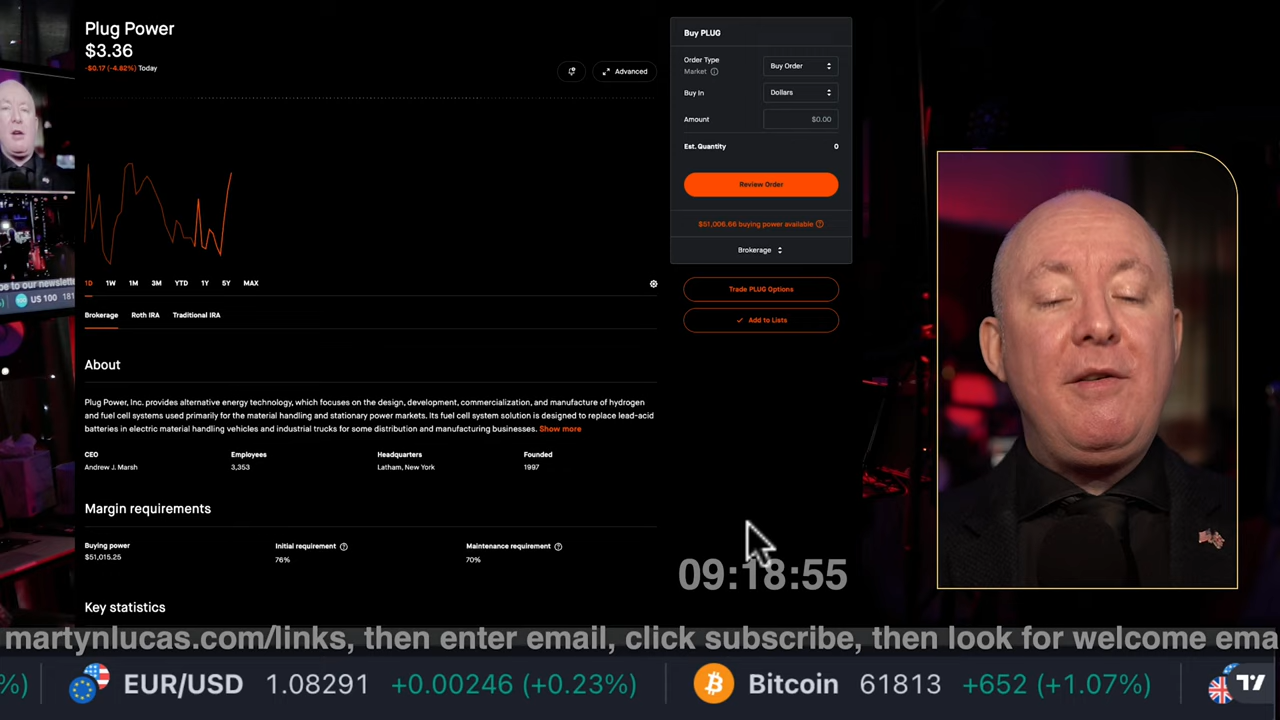 Plug Power
$3.36
-$0.17 (-4.82%) Today
Advanced
1D 1W 1M 3M YTD 1Y 5Y MAX
Brokerage Roth IRA Traditional IRA
About
Plug Power, Inc. provides alternative energy technology, which focuses on the design, development, commercialization, and manufacture of hydrogen
and fuel cell systems used primarily for the material handling and stationary power markets. Its fuel cell system solution is designed to replace lead-acid
batteries in electric material handling vehicles and industrial trucks for some distribution and manufacturing businesses. Show more
CEO Employees Headquarters Founded
Andrew J. Marsh 3,353 Latham, New York 1997
Margin requirements
Buying power Initial requirement Maintenance requirement
$51,015.25 76% 70%
Key statistics
Buy PLUG
Order Type
Market
Buy Order
Buy In Dollars
Amount $0.00
Est. Quantity 0
Review Order
$51,006.66 buying power available
Brokerage
Trade PLUG Options
Add to Lists
09:18:55
be to our newslette
US 100 181
martynlucas.com/links, then enter email, click subscribe, then look for welcome ema
%) EUR/USD 1.08291 +0.00246 (+0.23%) Bitcoin 61813 +652 (+1.07%)